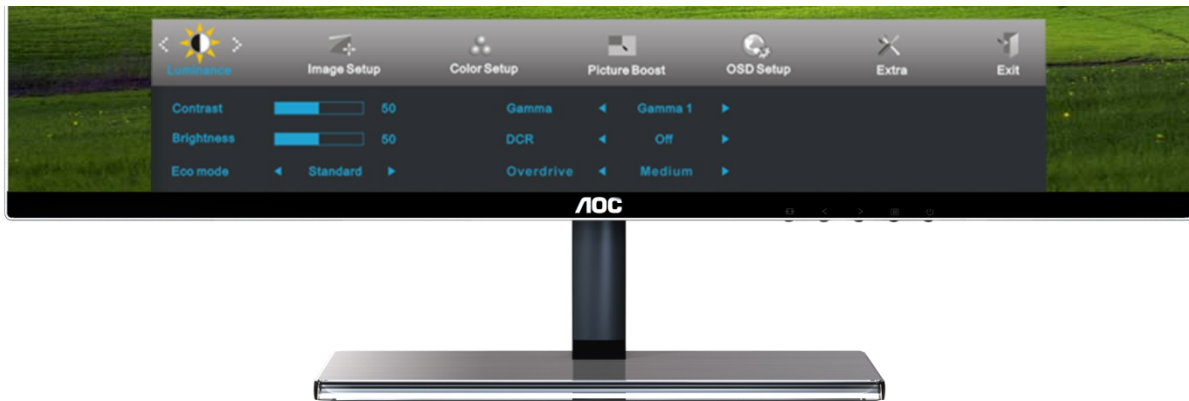 Luminance Image Setup Color Setup Picture Boost OSD Setup Extra Exit
Contrast 50 Gamma Gamma 1
Brightness 50 DCR Off
Eco mode Standard Overdrive Medium
AOC